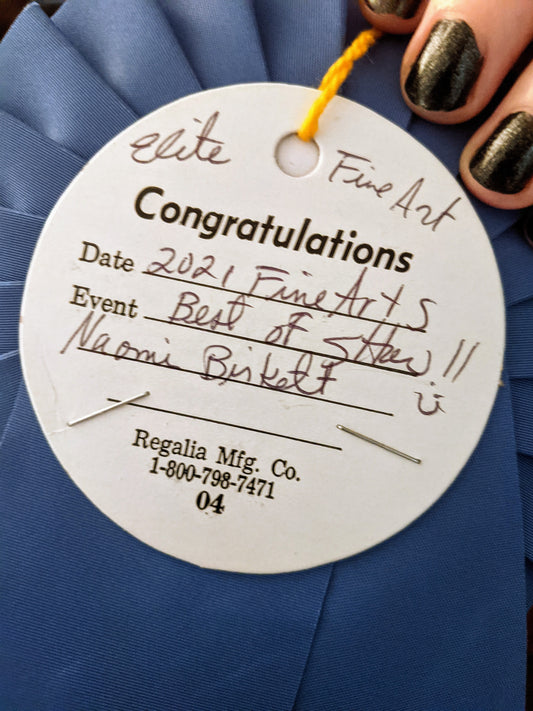 Elite Fine Art
Congratulations
Date 2021 Fine Arts
Event Best of Show!!
Naomi Birkett :)
Regalia Mfg. Co.
1-800-798-7471
04